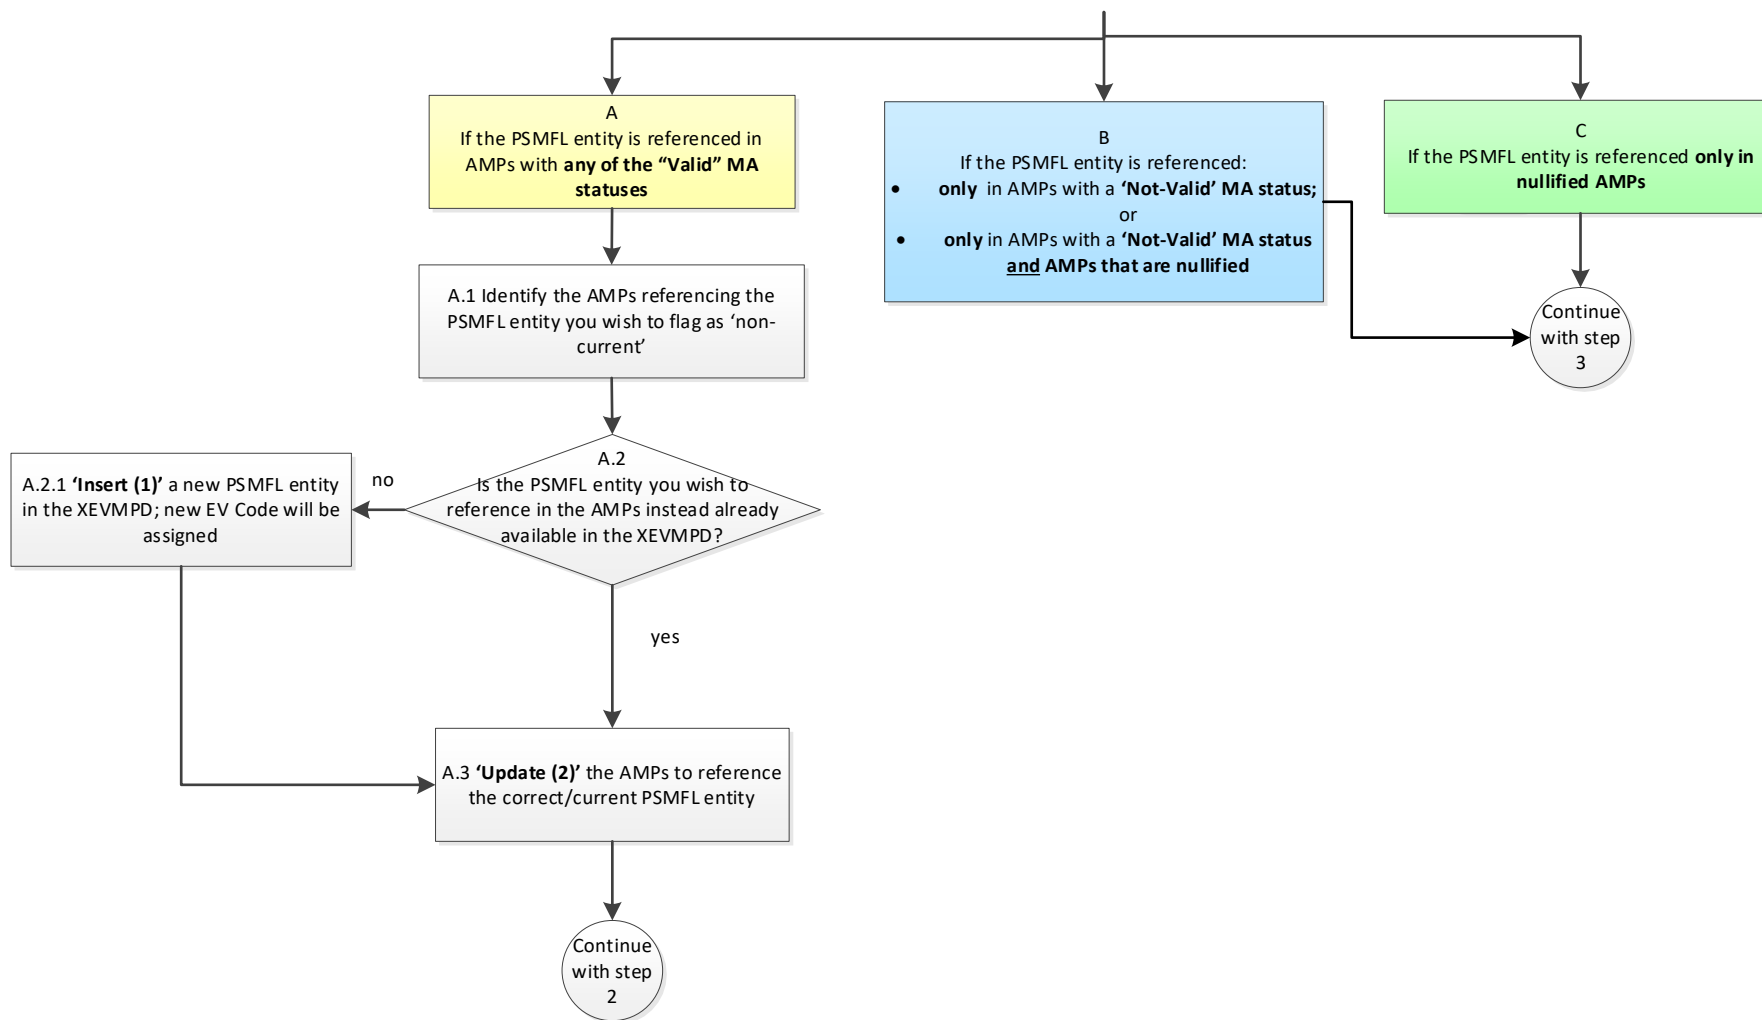 A
If the PSMFL entity is referenced in
AMPs with any of the “Valid” MA
statuses
B
If the PSMFL entity is referenced:
• only in AMPs with a ‘Not-Valid’ MA status;
or
• only in AMPs with a ‘Not-Valid’ MA status
and AMPs that are nullified
C
If the PSMFL entity is referenced only in
nullified AMPs
A.1 Identify the AMPs referencing the
PSMFL entity you wish to flag as ‘non-
current’
Continue
with step
3
A.2
Is the PSMFL entity you wish to
reference in the AMPs instead already
available in the XEVMPD?
no
A.2.1 ‘Insert (1)’ a new PSMFL entity
in the XEVMPD; new EV Code will be
assigned
yes
A.3 ‘Update (2)’ the AMPs to reference
the correct/current PSMFL entity
Continue
with step
2